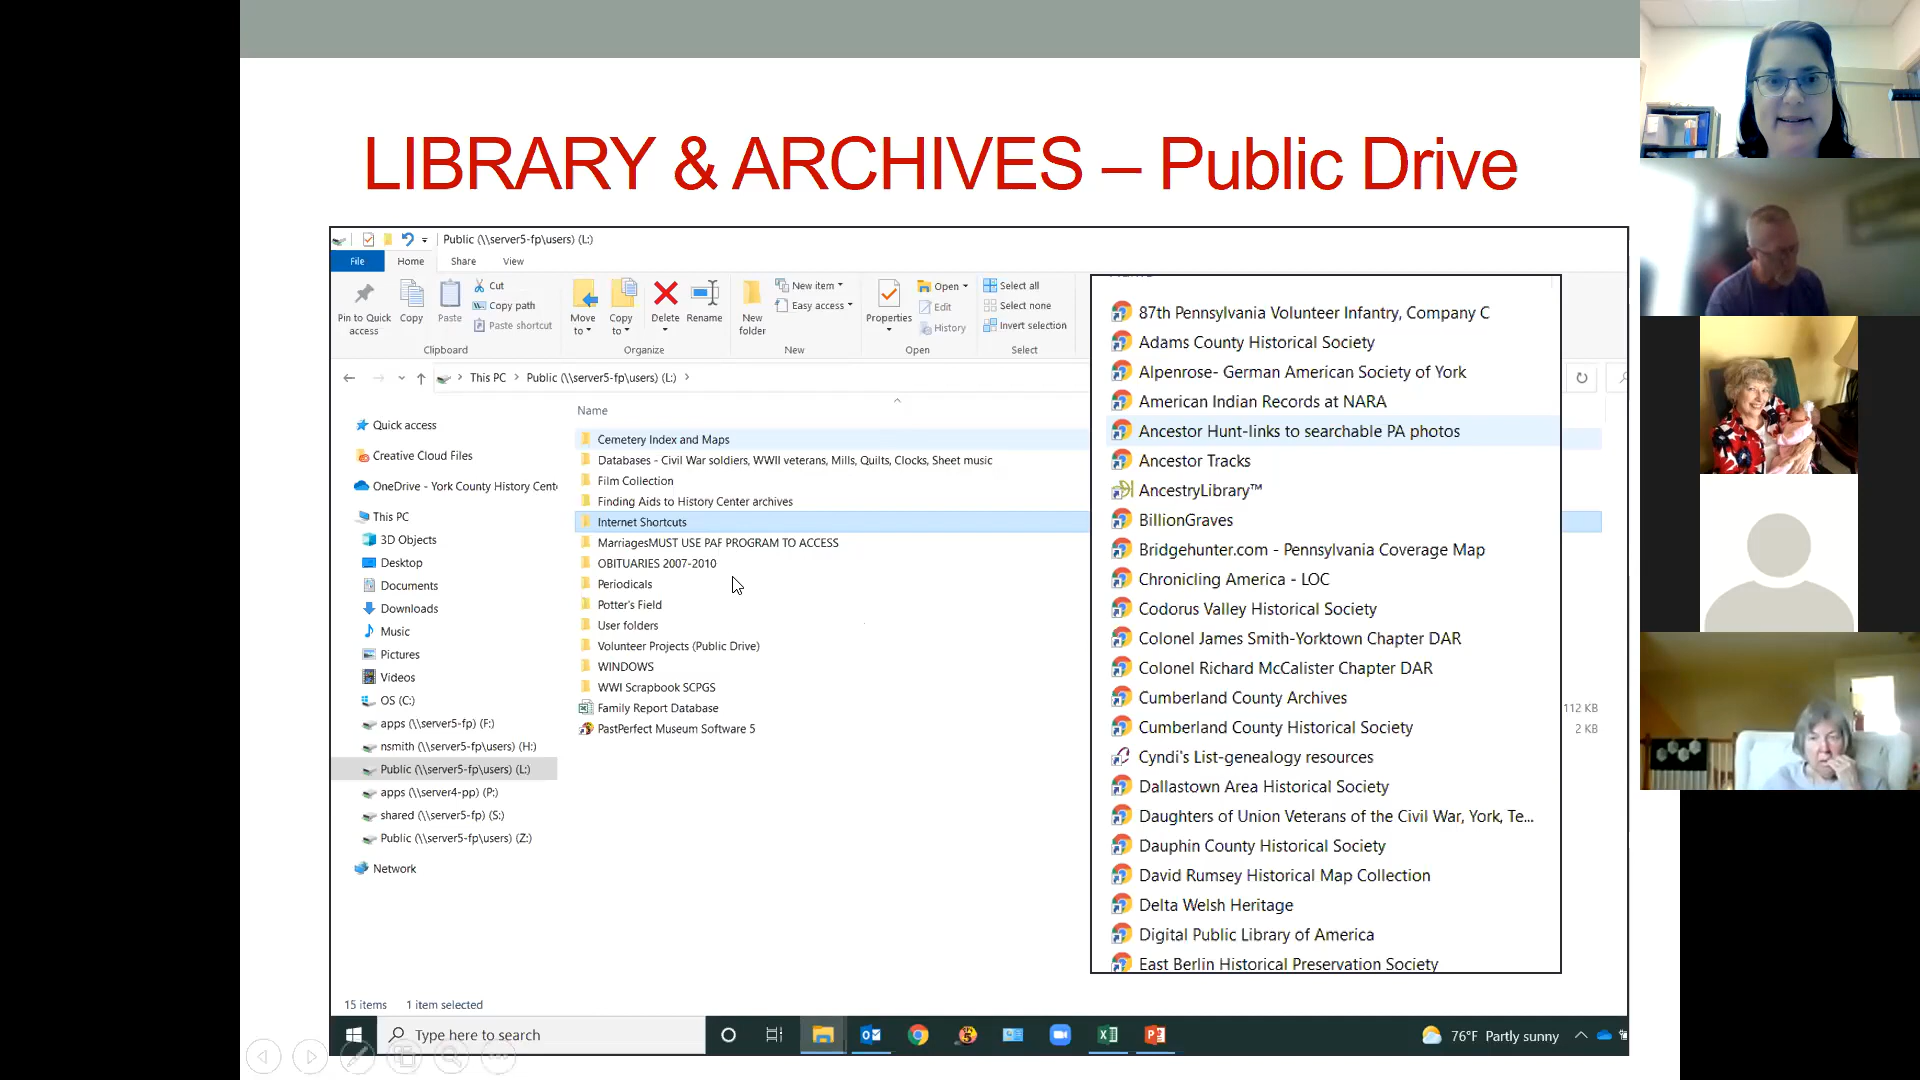 LIBRARY & ARCHIVES – Public Drive
Public (\\server5-fp\users) (L:)
File Home Share View
Pin to Quick access
Copy
Paste
Cut
Copy path
Paste shortcut
Clipboard
Move to
Copy to
Delete
Rename
Organize
New folder
New item
Easy access
New
Properties
Open
Edit
History
Open
Select all
Select none
Invert selection
Select
This PC > Public (\\server5-fp\users) (L:) >
Quick access
Creative Cloud Files
OneDrive - York County History Cent
This PC
3D Objects
Desktop
Documents
Downloads
Music
Pictures
Videos
OS (C:)
apps (\\server5-fp) (F:)
nsmith (\\server5-fp\users) (H:)
Public (\\server5-fp\users) (L:)
apps (\\server4-pp) (P:)
shared (\\server5-fp) (S:)
Public (\\server5-fp\users) (Z:)
Network
Name
Cemetery Index and Maps
Databases - Civil War soldiers, WWII veterans, Mills, Quilts, Clocks, Sheet music
Film Collection
Finding Aids to History Center archives
Internet Shortcuts
MarriagesMUST USE PAF PROGRAM TO ACCESS
OBITUARIES 2007-2010
Periodicals
Potter's Field
User folders
Volunteer Projects (Public Drive)
WINDOWS
WWI Scrapbook SCPGS
Family Report Database
PastPerfect Museum Software 5
112 KB
2 KB
87th Pennsylvania Volunteer Infantry, Company C
Adams County Historical Society
Alpenrose- German American Society of York
American Indian Records at NARA
Ancestor Hunt-links to searchable PA photos
Ancestor Tracks
AncestryLibrary™
BillionGraves
Bridgehunter.com - Pennsylvania Coverage Map
Chronicling America - LOC
Codorus Valley Historical Society
Colonel James Smith-Yorktown Chapter DAR
Colonel Richard McCalister Chapter DAR
Cumberland County Archives
Cumberland County Historical Society
Cyndi's List-genealogy resources
Dallastown Area Historical Society
Daughters of Union Veterans of the Civil War, York, Te...
Dauphin County Historical Society
David Rumsey Historical Map Collection
Delta Welsh Heritage
Digital Public Library of America
East Berlin Historical Preservation Society
15 items 1 item selected
Type here to search
76°F Partly sunny